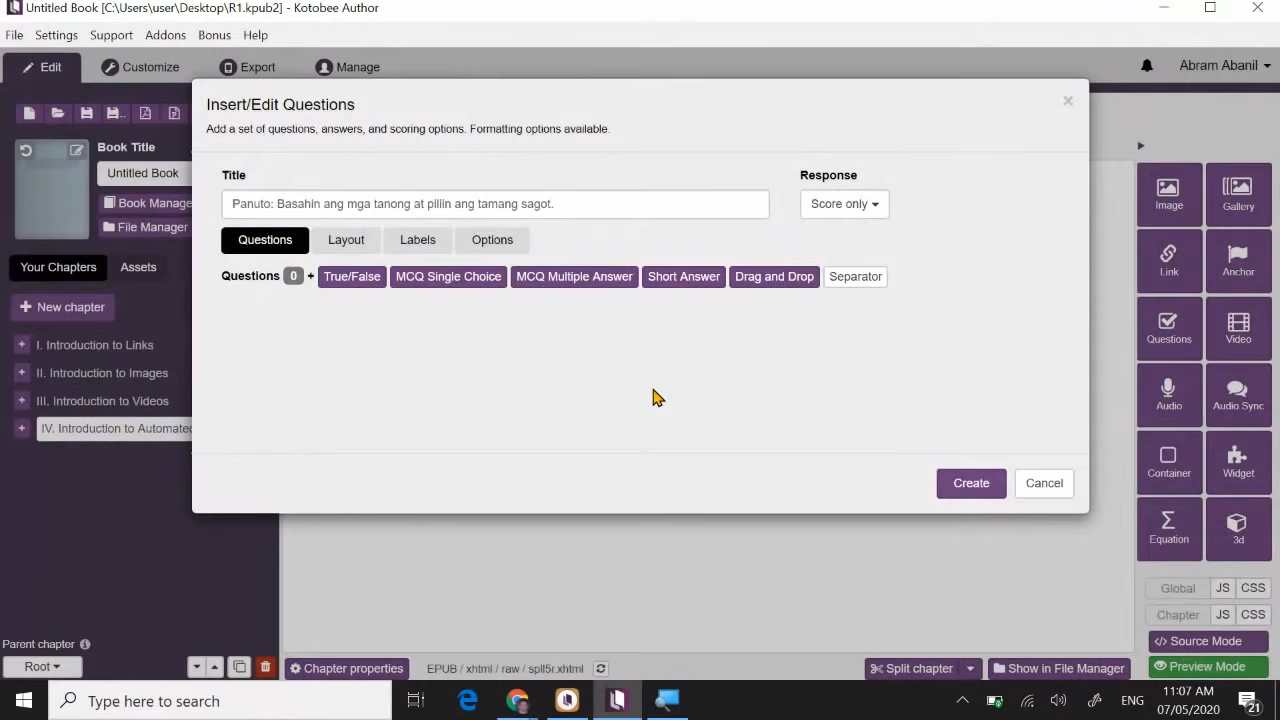 Untitled Book [C:\Users\user\Desktop\R1.kpub2] - Kotobee Author
File Settings Support Addons Bonus Help
Edit Customize Export Manage Abram Abanil
Insert/Edit Questions
Add a set of questions, answers, and scoring options. Formatting options available.
Book Title
Untitled Book
Book Manage
File Manager
Your Chapters Assets
New chapter
I. Introduction to Links
II. Introduction to Images
III. Introduction to Videos
IV. Introduction to Automated
Title Response
Panuto: Basahin ang mga tanong at piliin ang tamang sagot. Score only
Questions Layout Labels Options
Questions 0 + True/False MCQ Single Choice MCQ Multiple Answer Short Answer Drag and Drop Separator
Create Cancel
Image Gallery
Link Anchor
Questions Video
Audio Audio Sync
Container Widget
Equation 3d
Global JS CSS
Chapter JS CSS
Source Mode
Preview Mode
Parent chapter
Root
Chapter properties EPUB / xhtml / raw / spll5r.xhtml Split chapter Show in File Manager
Type here to search
ENG
11:07 AM
07/05/2020
21